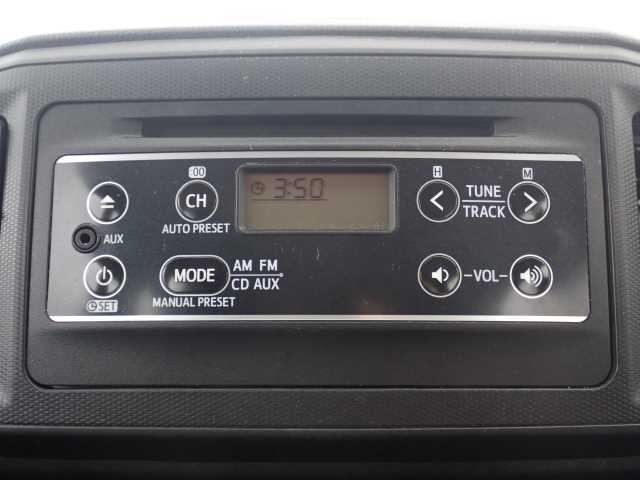 :00
CH
AUTO PRESET
3:50
H
M
TUNE
TRACK
AUX
SET
MODE
MANUAL PRESET
AM FM
CD AUX
-VOL-